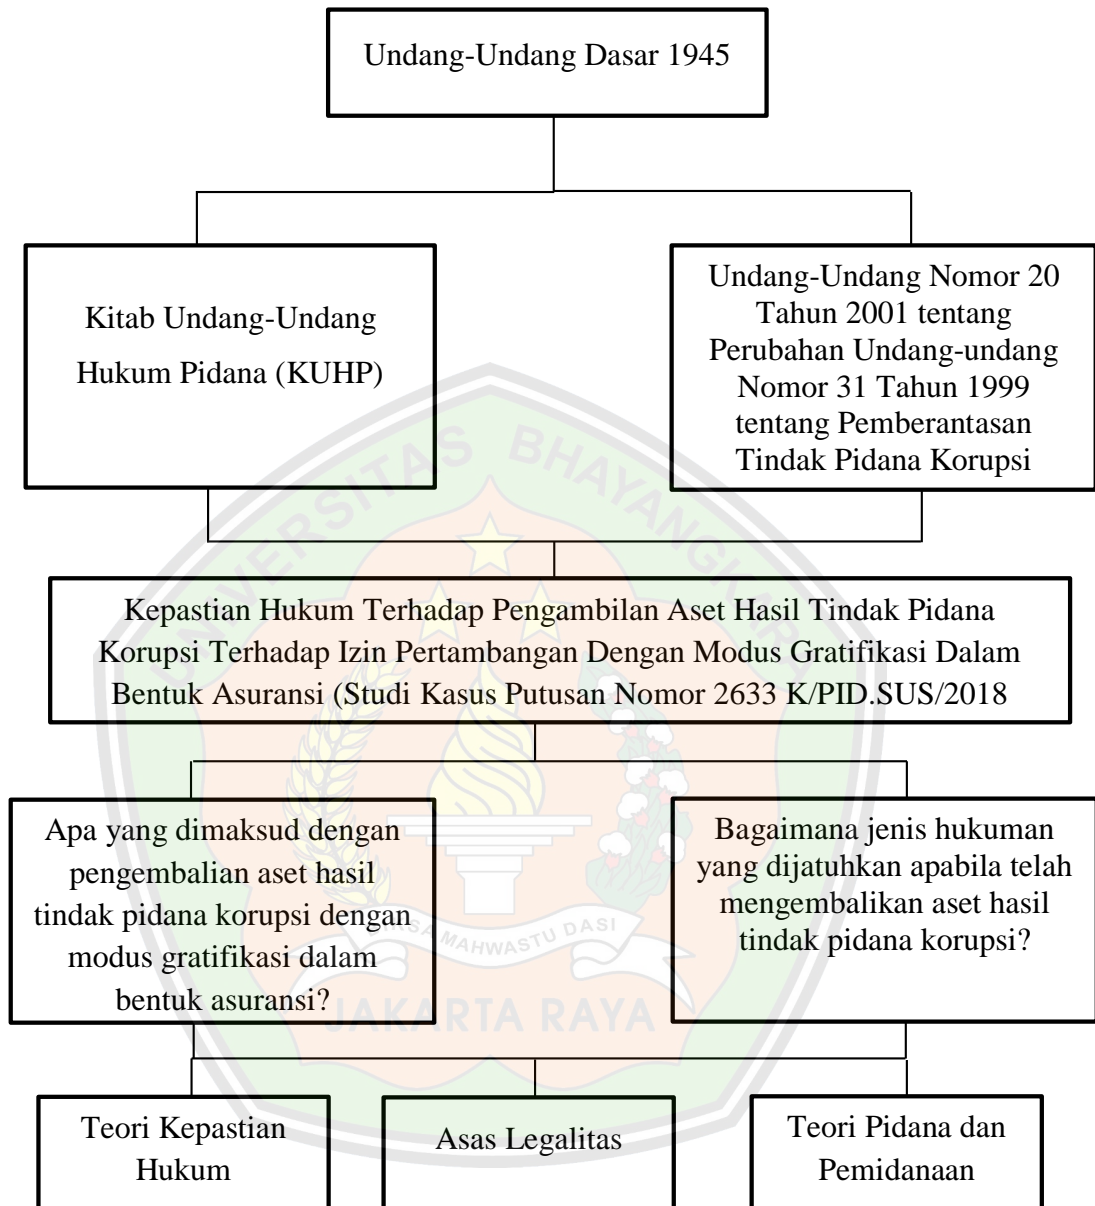 Undang-Undang Dasar 1945
Kitab Undang-Undang
Hukum Pidana (KUHP)
Undang-Undang Nomor 20
Tahun 2001 tentang
Perubahan Undang-undang
Nomor 31 Tahun 1999
tentang Pemberantasan
Tindak Pidana Korupsi
UNIVERSITAS BHAYANGKARA
Kepastian Hukum Terhadap Pengambilan Aset Hasil Tindak Pidana
Korupsi Terhadap Izin Pertambangan Dengan Modus Gratifikasi Dalam
Bentuk Asuransi (Studi Kasus Putusan Nomor 2633 K/PID.SUS/2018
Apa yang dimaksud dengan
pengembalian aset hasil
tindak pidana korupsi dengan
modus gratifikasi dalam
bentuk asuransi?
Bagaimana jenis hukuman
yang dijatuhkan apabila telah
mengembalikan aset hasil
tindak pidana korupsi?
MAHWASTU DASI
JAKARTA RAYA
Teori Kepastian
Hukum
Asas Legalitas
Teori Pidana dan
Pemidanaan